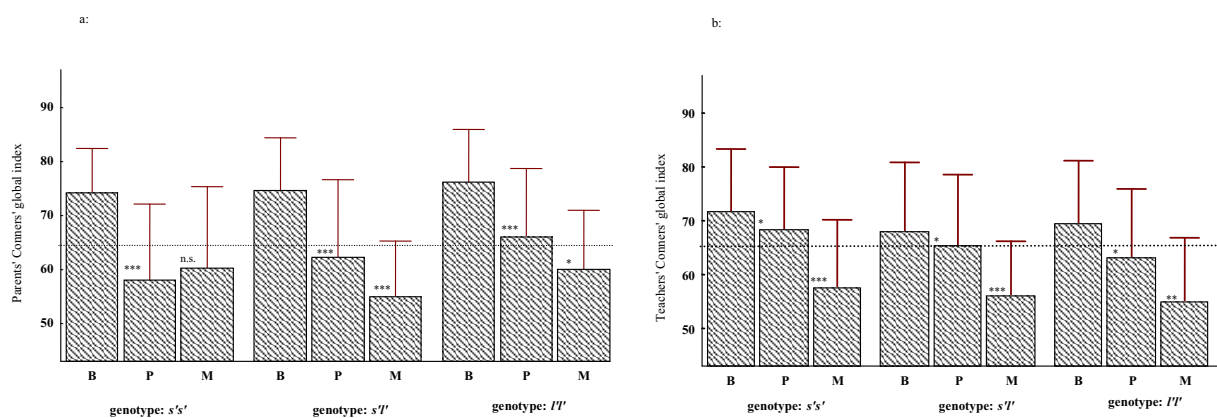 a:
Parents' Conners' global index
90
80
70
60
50
***
n.s.
***
***
***
*
B P M B P M B P M
genotype: s's' genotype: s'l' genotype: l'l'
b:
Teachers' Conners' global index
90
80
70
60
50
*
***
*
***
*
**
B P M B P M B P M
genotype: s's' genotype: s'l' genotype: l'l'